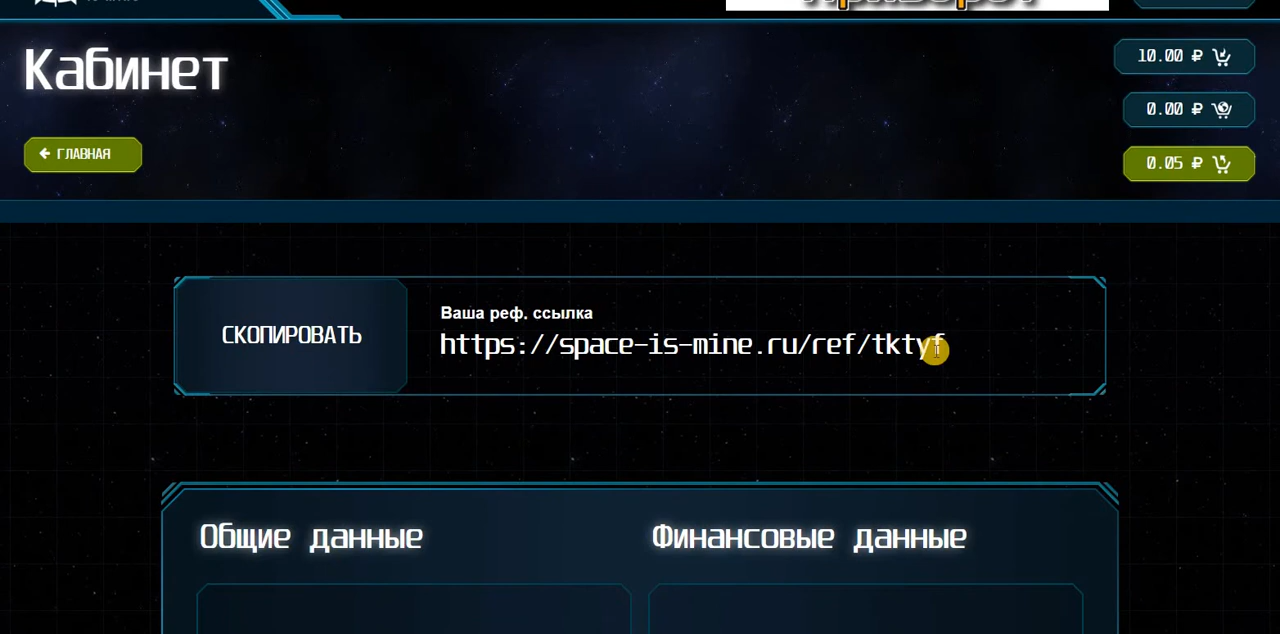 Кабинет
10.00 ₽
0.00 ₽
← ГЛАВНАЯ
0.05 ₽
СКОПИРОВАТЬ
Ваша реф. ссылка
https://space-is-mine.ru/ref/tktyf
Общие данные
Финансовые данные